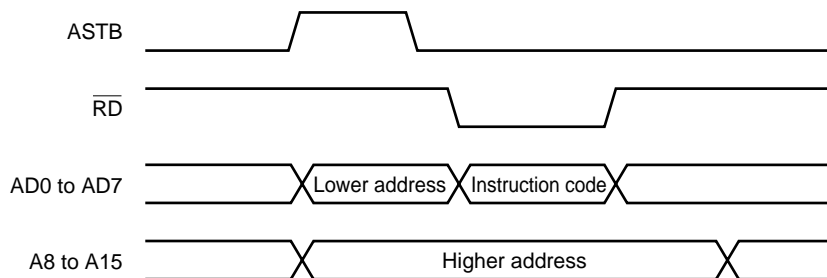 ASTB
RD
AD0 to AD7
Lower address
Instruction code
A8 to A15
Higher address